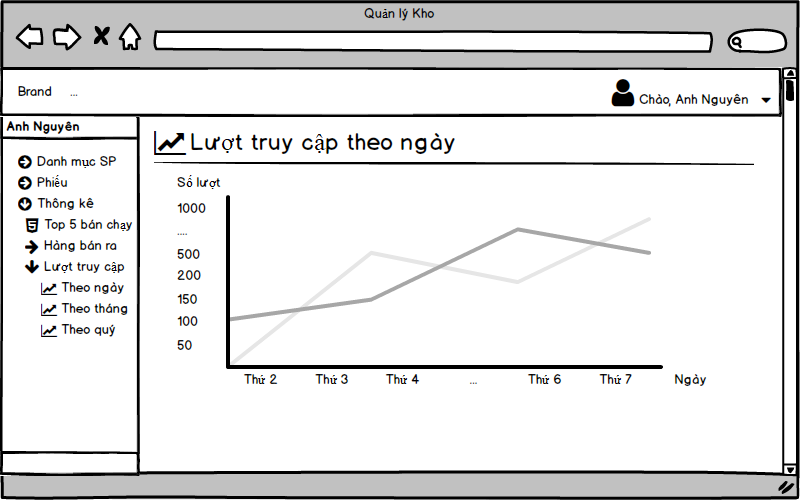 Quản lý Kho
Brand ...
Chào, Anh Nguyên
Anh Nguyên
Danh mục SP
Phiếu
Thông kê
Top 5 bán chạy
Hàng bán ra
Lượt truy cập
Theo ngày
Theo tháng
Theo quý
Lượt truy cập theo ngày
Số lượt
1000
....
500
200
150
100
50
Thứ 2 Thứ 3 Thứ 4 ... Thứ 6 Thứ 7 Ngày